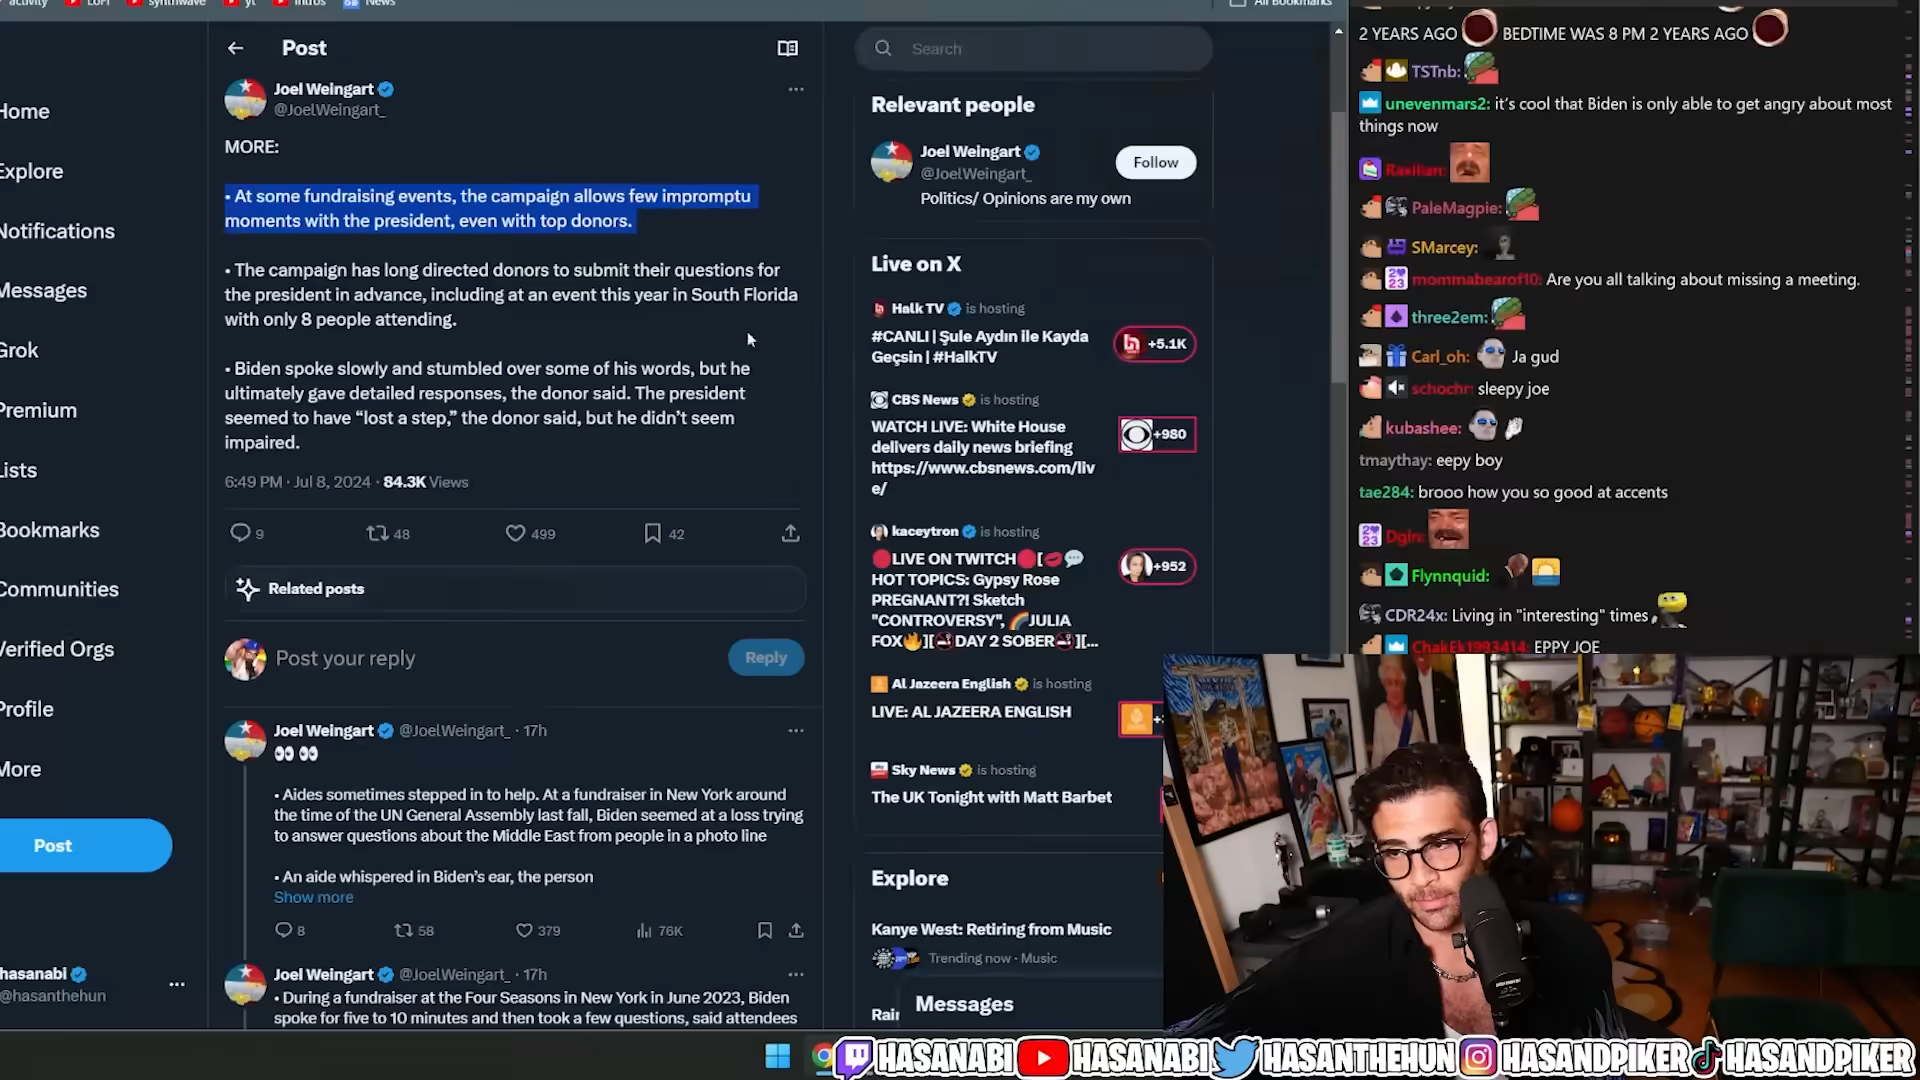 activity
LoFi
synthwave
yt
intros
News
All Bookmarks
Home
Explore
Notifications
Messages
Grok
Premium
Lists
Bookmarks
Communities
Verified Orgs
Profile
More
Post
hasanabi
@hasanthehun
Post
Joel Weingart
@JoelWeingart_
MORE:
• At some fundraising events, the campaign allows few impromptu
moments with the president, even with top donors.
• The campaign has long directed donors to submit their questions for
the president in advance, including at an event this year in South Florida
with only 8 people attending.
• Biden spoke slowly and stumbled over some of his words, but he
ultimately gave detailed responses, the donor said. The president
seemed to have “lost a step,” the donor said, but he didn’t seem
impaired.
6:49 PM · Jul 8, 2024 · 84.3K Views
9
48
499
42
Related posts
Post your reply
Reply
Joel Weingart @JoelWeingart_ · 17h
• Aides sometimes stepped in to help. At a fundraiser in New York around
the time of the UN General Assembly last fall, Biden seemed at a loss trying
to answer questions about the Middle East from people in a photo line
• An aide whispered in Biden’s ear, the person
Show more
8
58
379
76K
Joel Weingart @JoelWeingart_ · 17h
• During a fundraiser at the Four Seasons in New York in June 2023, Biden
spoke for five to 10 minutes and then took a few questions, said attendees
Search
Relevant people
Joel Weingart
@JoelWeingart_
Follow
Politics/ Opinions are my own
Live on X
Halk TV is hosting
#CANLI | Şule Aydın ile Kayda
Geçsin | #HalkTV
+5.1K
CBS News is hosting
WATCH LIVE: White House
delivers daily news briefing
https://www.cbsnews.com/liv
e/
+980
kaceytron is hosting
LIVE ON TWITCH [
HOT TOPICS: Gypsy Rose
PREGNANT?! Sketch
"CONTROVERSY", JULIA
FOX ][ DAY 2 SOBER ][...
+952
Al Jazeera English is hosting
LIVE: AL JAZEERA ENGLISH
Sky News is hosting
The UK Tonight with Matt Barbet
Explore
Kanye West: Retiring from Music
Trending now · Music
Messages
2 YEARS AGO BEDTIME WAS 8 PM 2 YEARS AGO
TSTnb:
unevenmars2: it’s cool that Biden is only able to get angry about most
things now
Raxilian:
PaleMagpie:
SMarcey:
mommabearof10: Are you all talking about missing a meeting.
three2em:
Carl_oh: Ja gud
schochr: sleepy joe
kubashee:
tmaythay: eepy boy
tae284: brooo how you so good at accents
Dgin:
Flynnquid:
CDR24x: Living in "interesting" times
ChakEk1993414: EPPY JOE
HASANABI HASANABI HASANTHEHUN HASANDPIKER HASANDPIKER